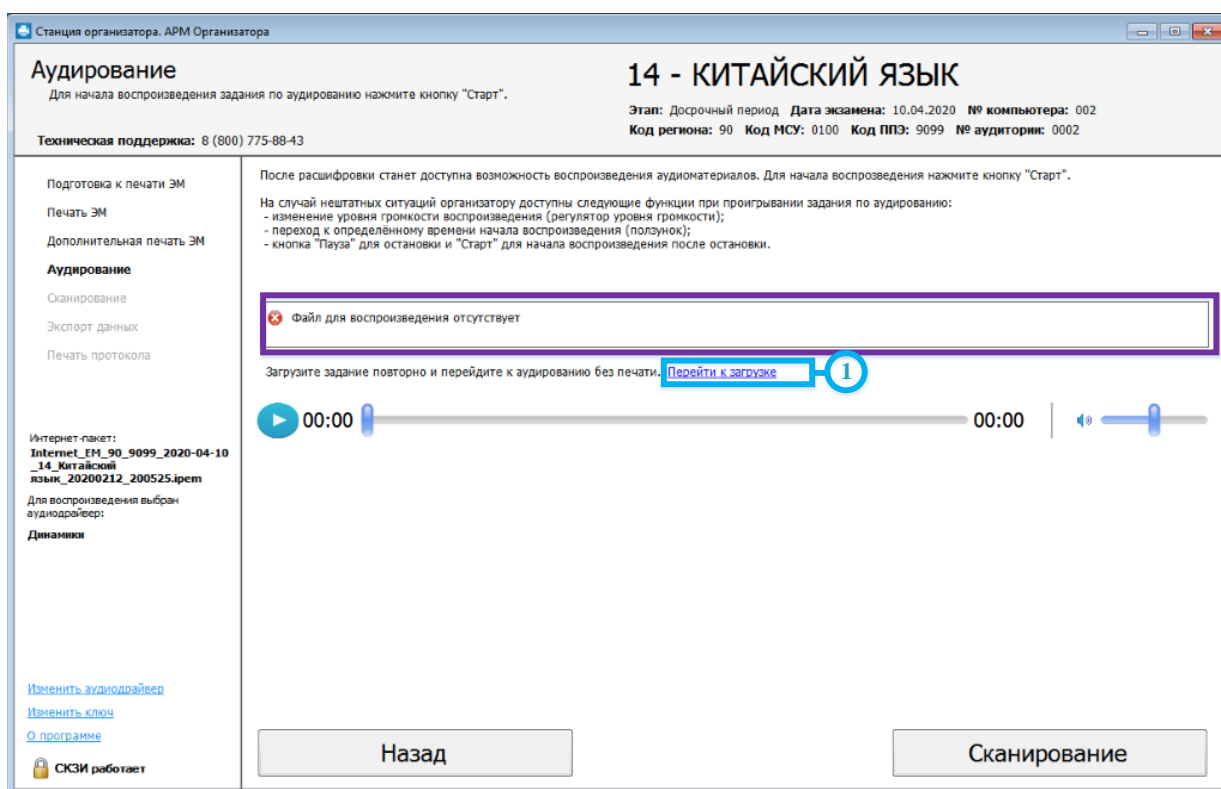 Станция организатора. АРМ Организатора
Аудирование
Для начала воспроизведения задания по аудированию нажмите кнопку "Старт".
Техническая поддержка: 8 (800) 775-88-43
14 - КИТАЙСКИЙ ЯЗЫК
Этап: Досрочный период Дата экзамена: 10.04.2020 № компьютера: 002
Код региона: 90 Код МСУ: 0100 Код ППЭ: 9099 № аудитории: 0002
Подготовка к печати ЭМ
Печать ЭМ
Дополнительная печать ЭМ
Аудирование
Сканирование
Экспорт данных
Печать протокола
Интернет-пакет:
Internet_EM_90_9099_2020-04-10
_14_Китайский
язык_20200212_200525.ipem
Для воспроизведения выбран
аудиодрайвер:
Динамики
Изменить аудиодрайвер
Изменить ключ
О программе
СКЗИ работает
После расшифровки станет доступна возможность воспроизведения аудиоматериалов. Для начала воспрозведения нажмите кнопку "Старт".
На случай нештатных ситуаций организатору доступны следующие функции при проигрывании задания по аудированию:
- изменение уровня громкости воспроизведения (регулятор уровня громкости);
- переход к определённому времени начала воспроизведения (ползунок);
- кнопка "Пауза" для остановки и "Старт" для начала воспроизведения после остановки.
Файл для воспроизведения отсутствует
Загрузите задание повторно и перейдите к аудированию без печати. Перейти к загрузке
1
00:00
00:00
Назад
Сканирование